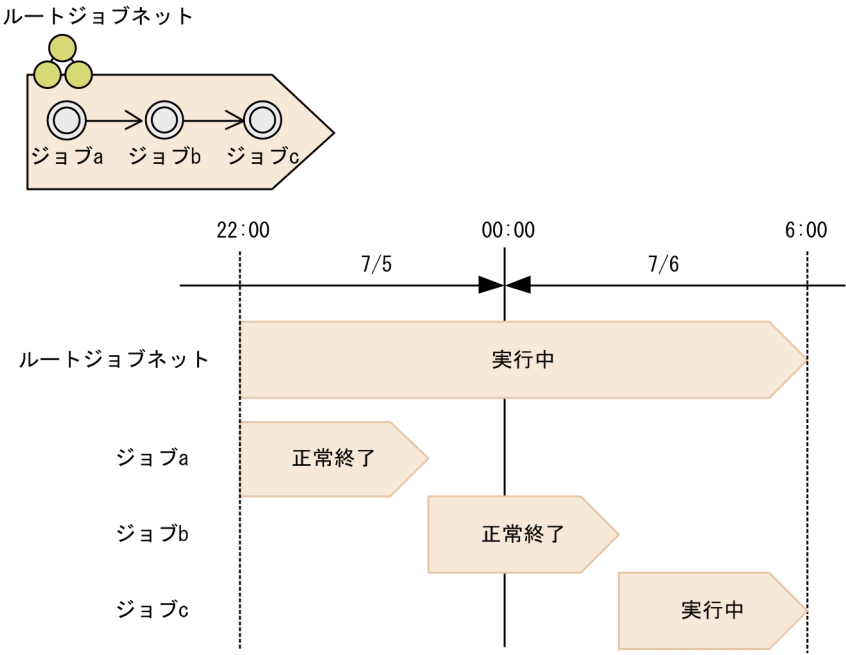 ルートジョブネット
ジョブa ジョブb ジョブc
22:00 00:00 6:00
7/5 7/6
ルートジョブネット 実行中
ジョブa 正常終了
ジョブb 正常終了
ジョブc 実行中